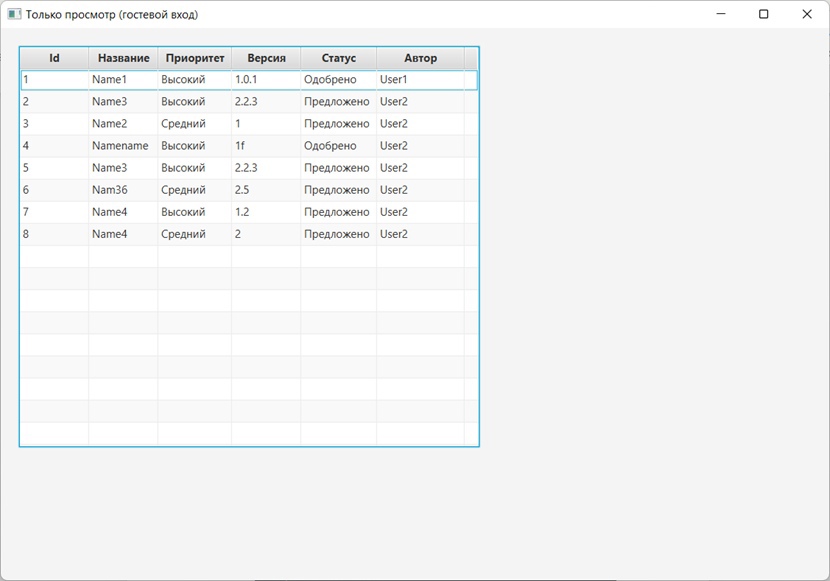 Только просмотр (гостевой вход)
Id Название Приоритет Версия Статус Автор
1 Name1 Высокий 1.0.1 Одобрено User1
2 Name3 Высокий 2.2.3 Предложено User2
3 Name2 Средний 1 Предложено User2
4 Namename Высокий 1f Одобрено User2
5 Name3 Высокий 2.2.3 Предложено User2
6 Nam36 Средний 2.5 Предложено User2
7 Name4 Высокий 1.2 Предложено User2
8 Name4 Средний 2 Предложено User2